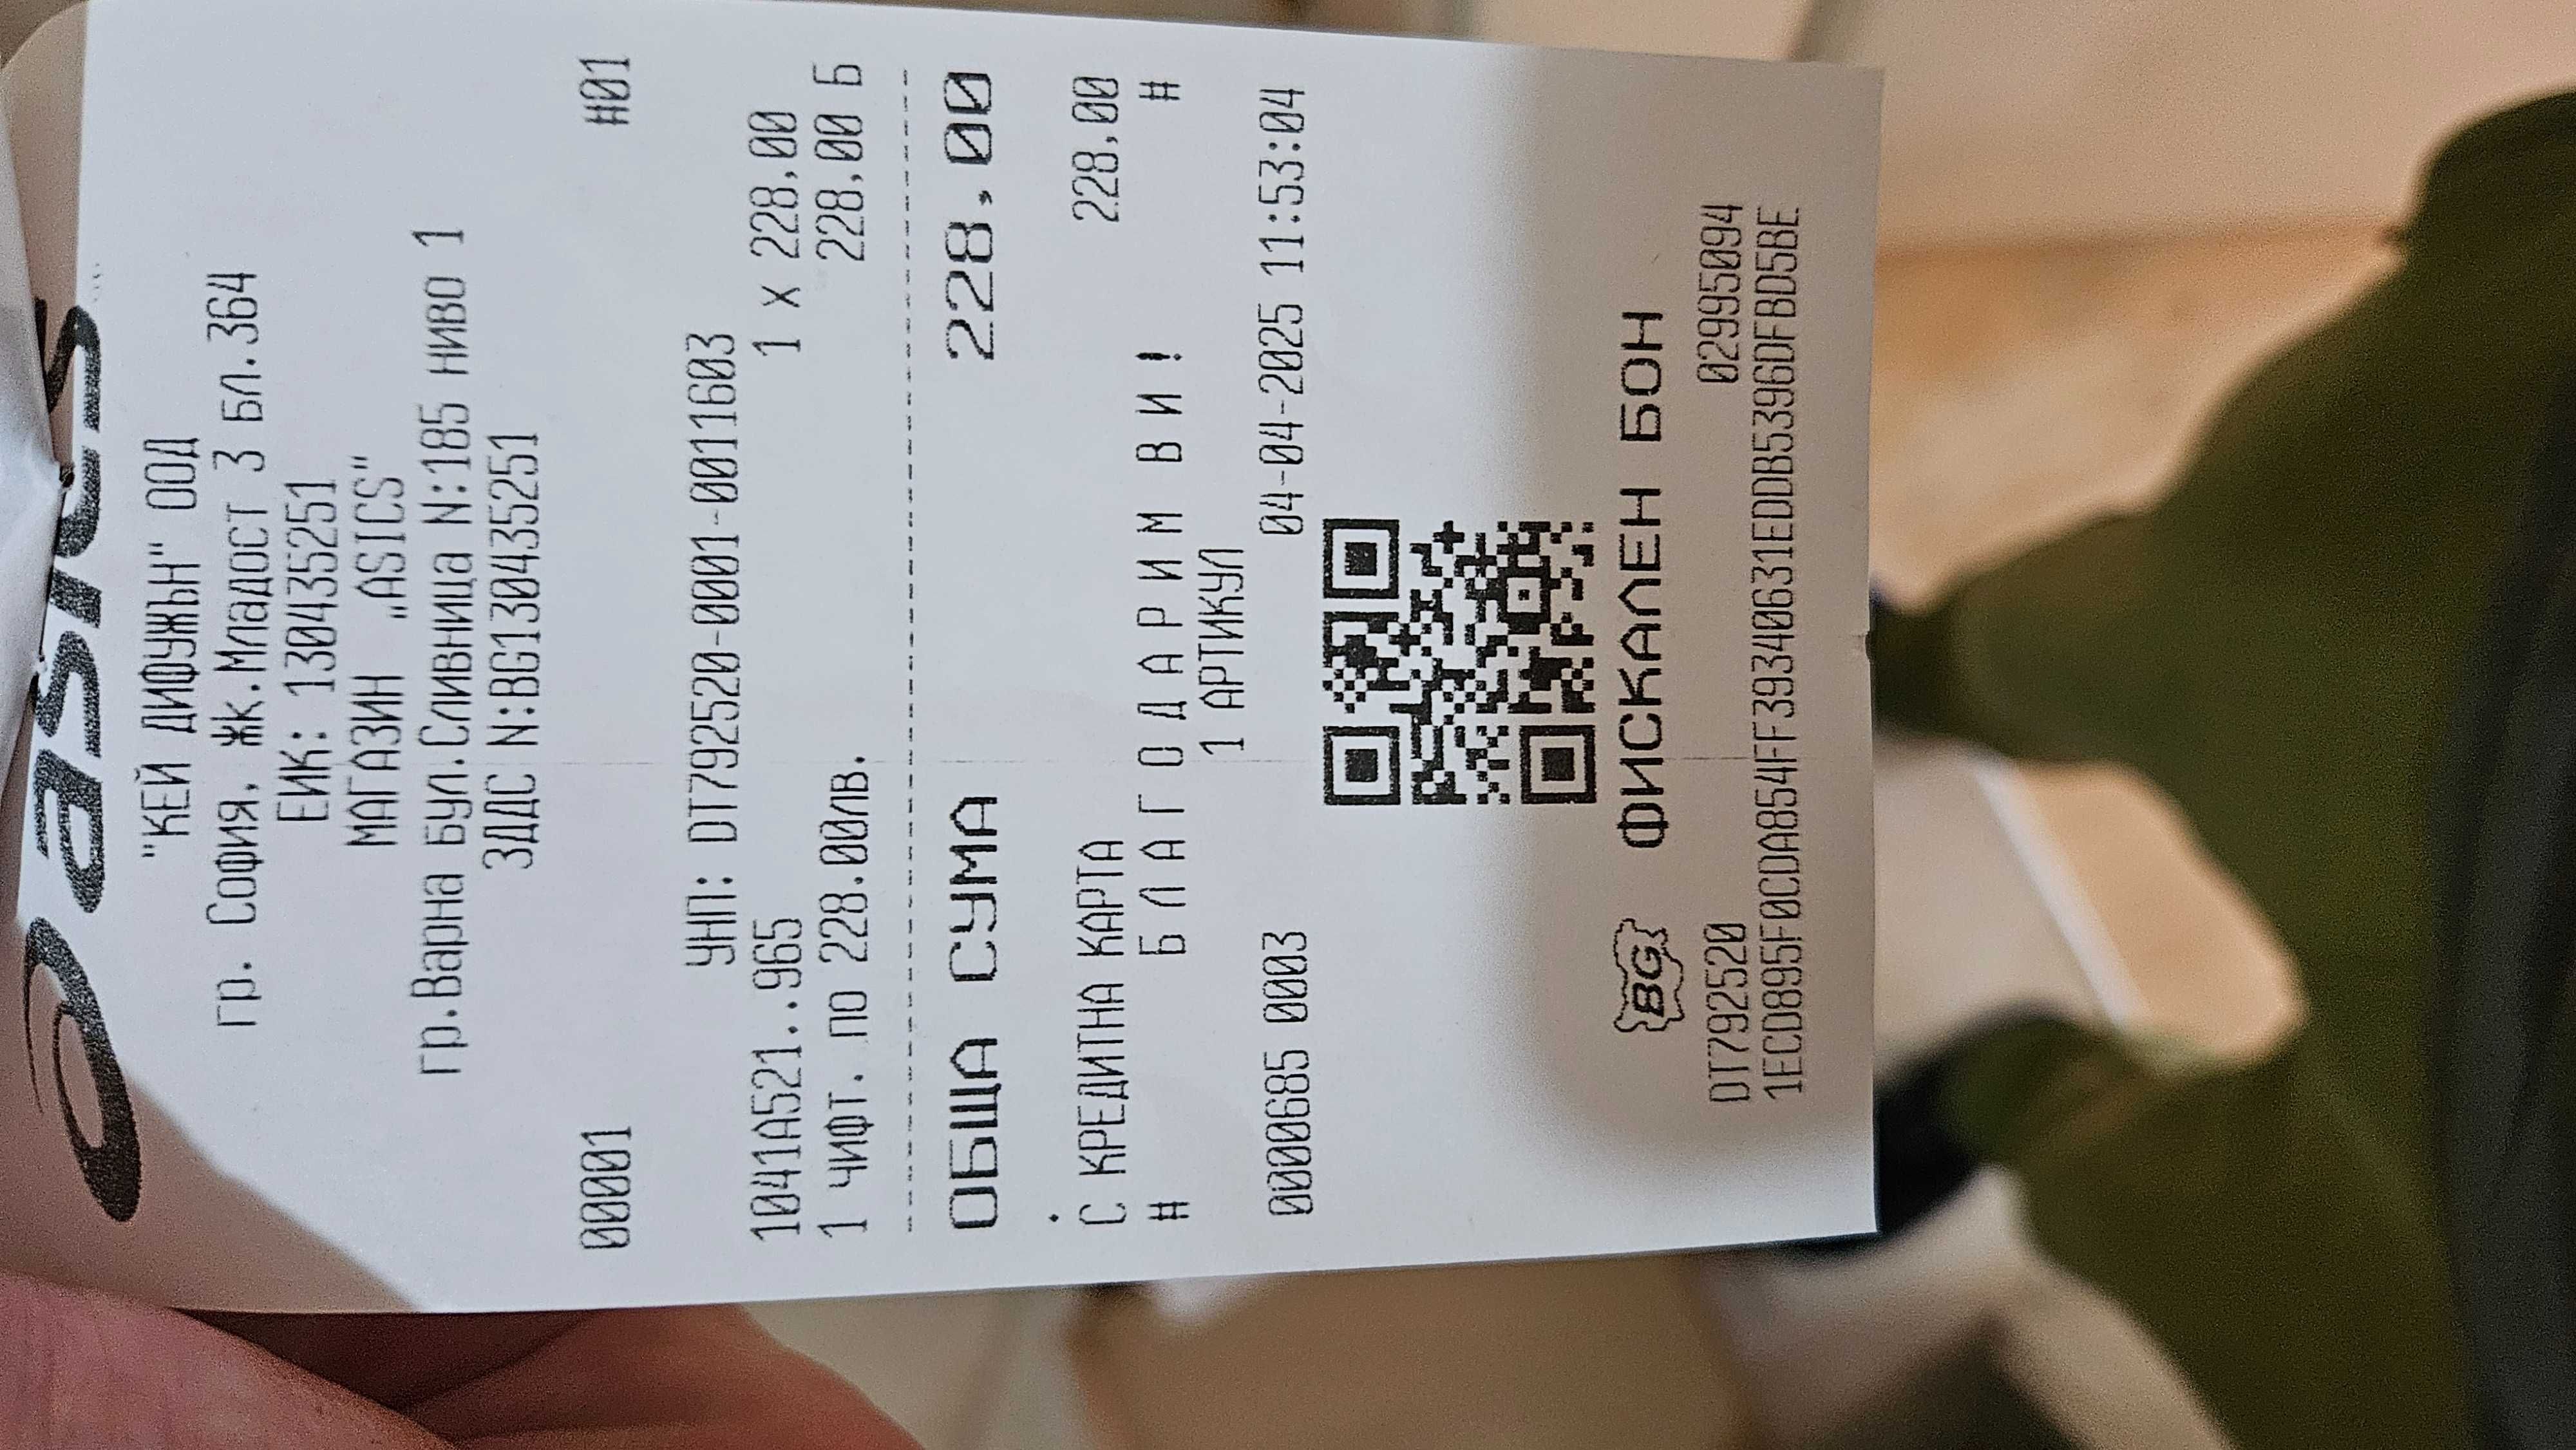 asics
"КЕЙ ДИФУЖЪН" ООД
гр. София, жк.Младост 3 бл.364
ЕИК: 130435251
МАГАЗИН „ASICS"
гр.Варна бул.Сливница N:185 ниво 1
ЗДДС N:BG130435251
00001 #01
УНП: DT792520-0001-0011603
1041A521..965 1 x 228.00
1 чифт. по 228.00лв. 228.00 Б
ОБЩА СУМА 228.00
С КРЕДИТНА КАРТА 228.00
# Б Л А Г О Д А Р И М В И ! #
1 АРТИКУЛ
0000685 0003 04-04-2025 11:53:04
BG ФИСКАЛЕН БОН
DT792520 02995094
1ECD895F0CDA854FF39340631EDDB5396DFBD5BE